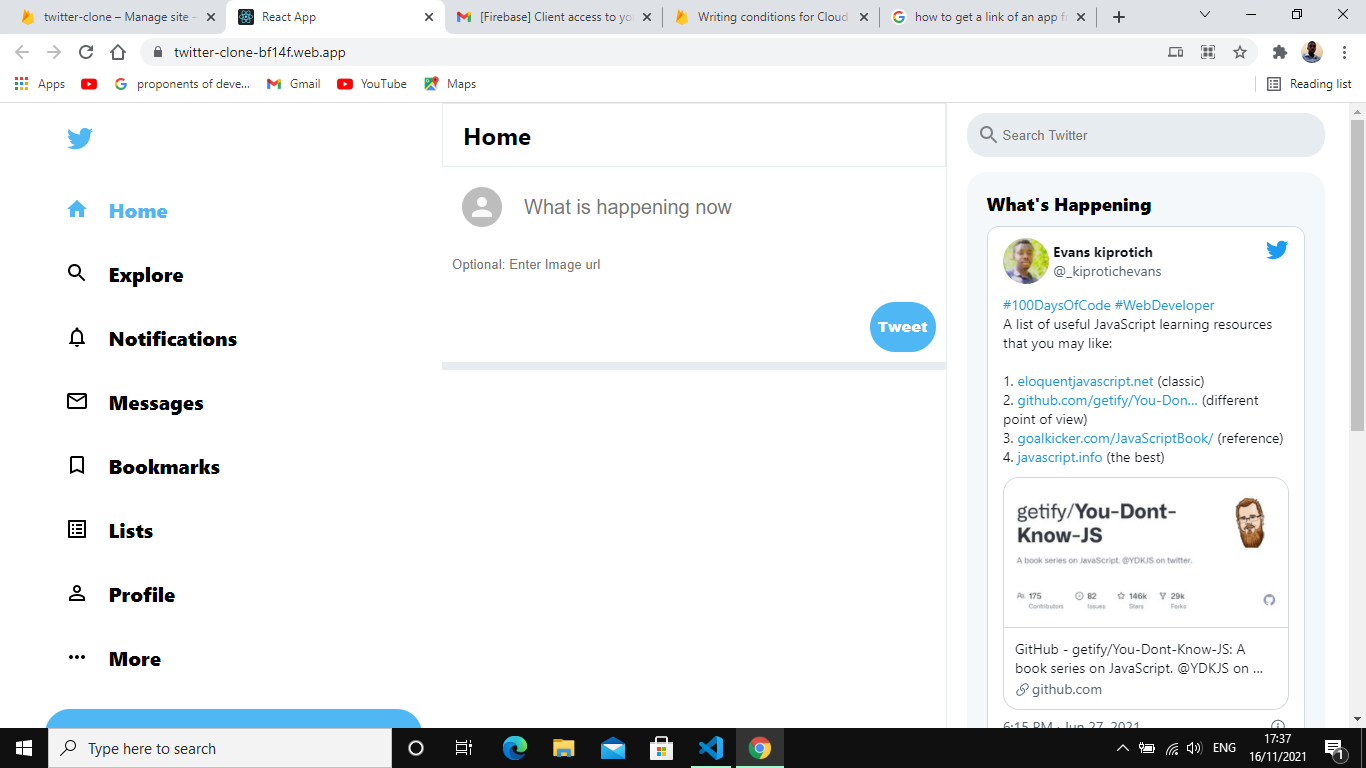 twitter-clone – Manage site –
React App
[Firebase] Client access to yo
Writing conditions for Cloud
how to get a link of an app f
twitter-clone-bf14f.web.app
Apps
proponents of deve...
Gmail
YouTube
Maps
Reading list
Home
Explore
Notifications
Messages
Bookmarks
Lists
Profile
More
Home
What is happening now
Optional: Enter Image url
Tweet
Search Twitter
What's Happening
Evans kiprotich
@_kiprotichevans
#100DaysOfCode #WebDeveloper
A list of useful JavaScript learning resources
that you may like:
1. eloquentjavascript.net (classic)
2. github.com/getify/You-Don... (different
point of view)
3. goalkicker.com/JavaScriptBook/ (reference)
4. javascript.info (the best)
getify/You-Dont-
Know-JS
A book series on JavaScript. @YDKJS on twitter.
175 82 146k 29k
Contributors Issues Stars Forks
GitHub - getify/You-Dont-Know-JS: A
book series on JavaScript. @YDKJS on ...
github.com
6:15 PM · Jun 27, 2021
Type here to search
ENG
17:37
16/11/2021
1